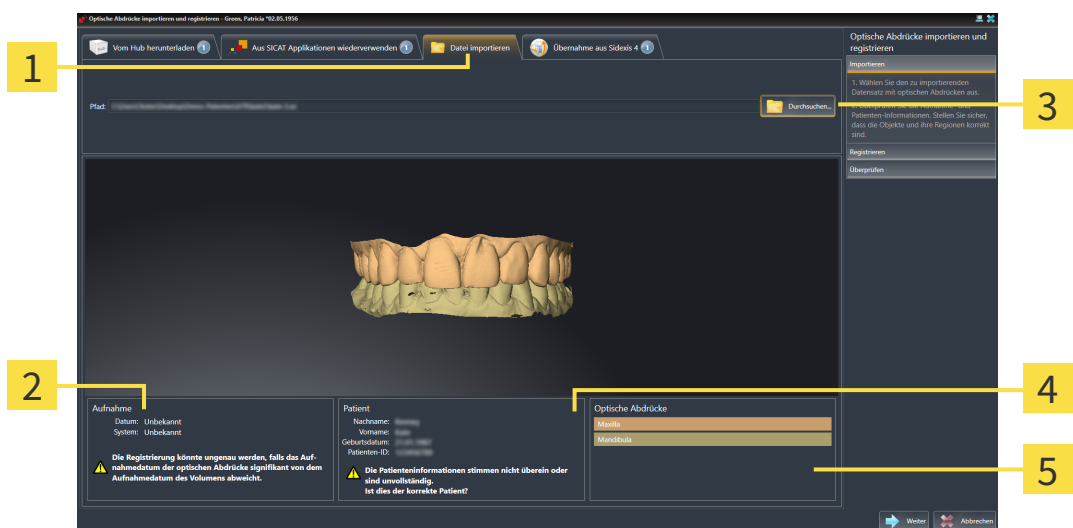 Optische Abdrücke importieren und registrieren - Green, Patricia *02.05.1956
1
Vom Hub herunterladen 1
Aus SICAT Applikationen wiederverwenden 1
Datei importieren
Übernahme aus Sidexis 4 1
Pfad:
Durchsuchen...
3
Optische Abdrücke importieren und
registrieren
Importieren
1. Wählen Sie den zu importierenden
Datensatz mit optischen Abdrücken aus.
Patienten-Informationen. Stellen Sie sicher,
dass die Objekte und ihre Regionen korrekt
sind.
Registrieren
Überprüfen
2
Aufnahme
Datum: Unbekannt
System: Unbekannt
Die Registrierung könnte ungenau werden, falls das Auf-
nahmedatum der optischen Abdrücke signifikant von dem
Aufnahmedatum des Volumens abweicht.
Patient
Nachname:
Vorname:
Geburtsdatum:
Patienten-ID:
Die Patienteninformationen stimmen nicht überein oder
sind unvollständig.
Ist dies der korrekte Patient?
4
Optische Abdrücke
Maxilla
Mandibula
5
Weiter
Abbrechen